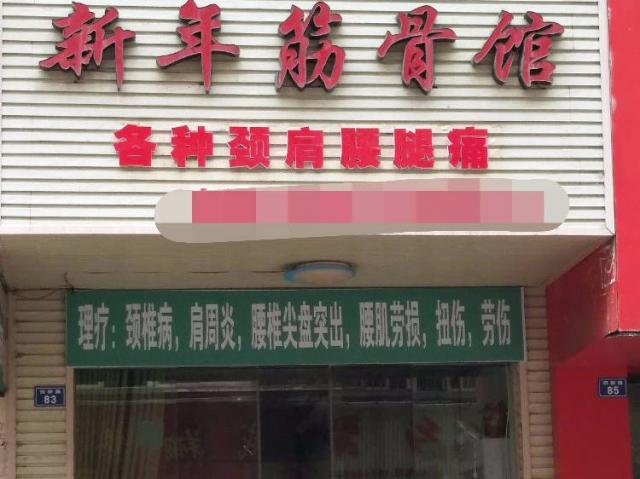 新年筋骨馆
各种颈肩腰腿痛
理疗：颈椎病，肩周炎，腰椎尖盘突出，腰肌劳损，扭伤，劳伤
83
85